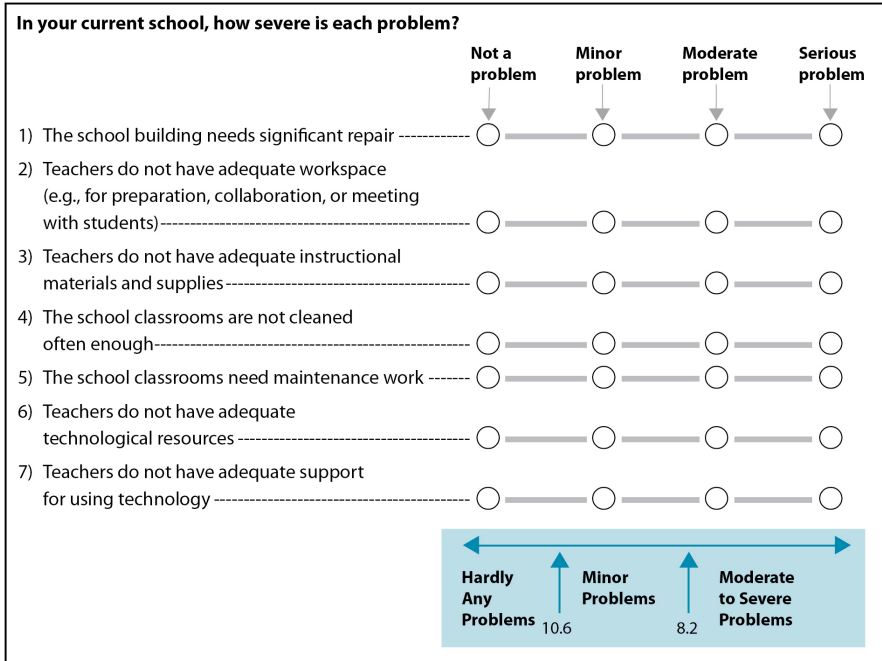 In your current school, how severe is each problem?
Not a Minor Moderate Serious
problem problem problem problem
1) The school building needs significant repair
2) Teachers do not have adequate workspace
(e.g., for preparation, collaboration, or meeting
with students)
3) Teachers do not have adequate instructional
materials and supplies
4) The school classrooms are not cleaned
often enough
5) The school classrooms need maintenance work
6) Teachers do not have adequate
technological resources
7) Teachers do not have adequate support
for using technology
Hardly Minor Moderate
Any Problems to Severe
Problems 10.6 8.2 Problems